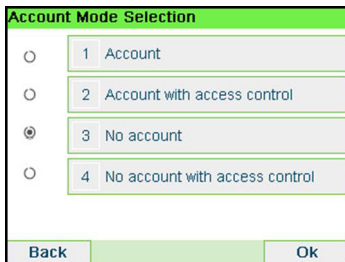 Account Mode Selection
1 Account
2 Account with access control
3 No account
4 No account with access control
Back Ok